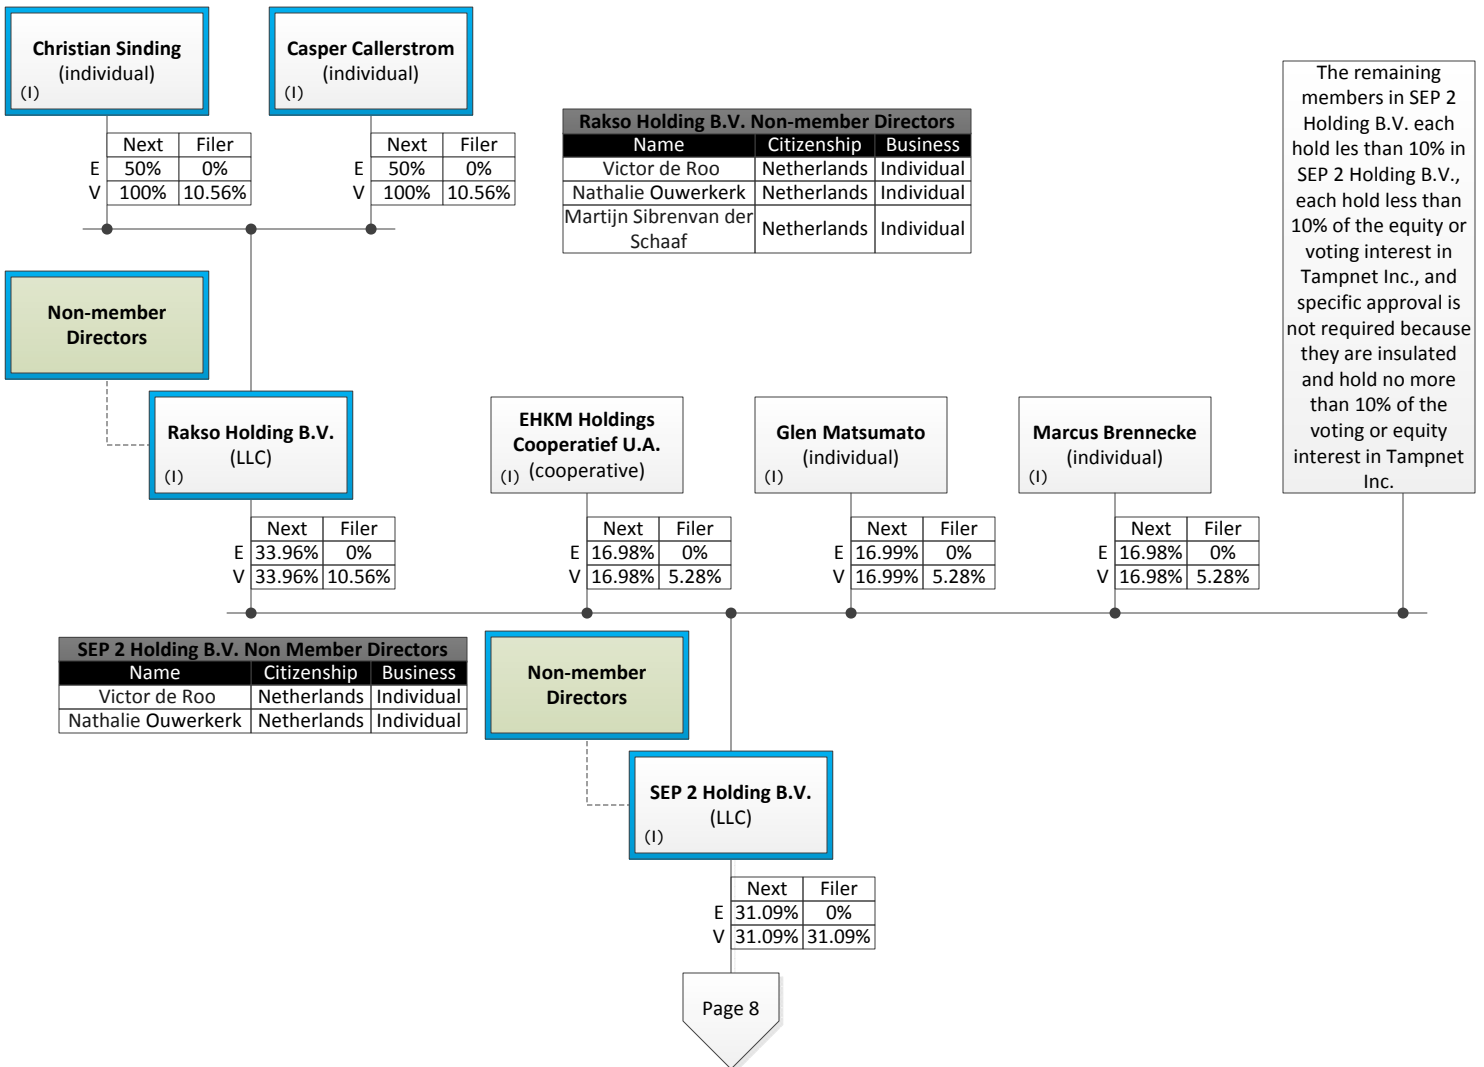 Christian Sinding
(individual)
(I)
Casper Callerstrom
(individual)
(I)
Next Filer
E 50% 0%
V 100% 10.56%
Next Filer
E 50% 0%
V 100% 10.56%
Rakso Holding B.V. Non-member Directors
Name Citizenship Business
Victor de Roo Netherlands Individual
Nathalie Ouwerkerk Netherlands Individual
Martijn Sibrenvan der
Schaaf
Netherlands Individual
The remaining
members in SEP 2
Holding B.V. each
hold les than 10% in
SEP 2 Holding B.V.,
each hold less than
10% of the equity or
voting interest in
Tampnet Inc., and
specific approval is
not required because
they are insulated
and hold no more
than 10% of the
voting or equity
interest in Tampnet
Inc.
Non-member
Directors
Rakso Holding B.V.
(LLC)
(I)
EHKM Holdings
Cooperatief U.A.
(I) (cooperative)
Glen Matsumato
(individual)
(I)
Marcus Brennecke
(individual)
(I)
Next Filer
E 33.96% 0%
V 33.96% 10.56%
Next Filer
E 16.98% 0%
V 16.98% 5.28%
Next Filer
E 16.99% 0%
V 16.99% 5.28%
Next Filer
E 16.98% 0%
V 16.98% 5.28%
SEP 2 Holding B.V. Non Member Directors
Name Citizenship Business
Victor de Roo Netherlands Individual
Nathalie Ouwerkerk Netherlands Individual
Non-member
Directors
SEP 2 Holding B.V.
(LLC)
(I)
Next Filer
E 31.09% 0%
V 31.09% 31.09%
Page 8